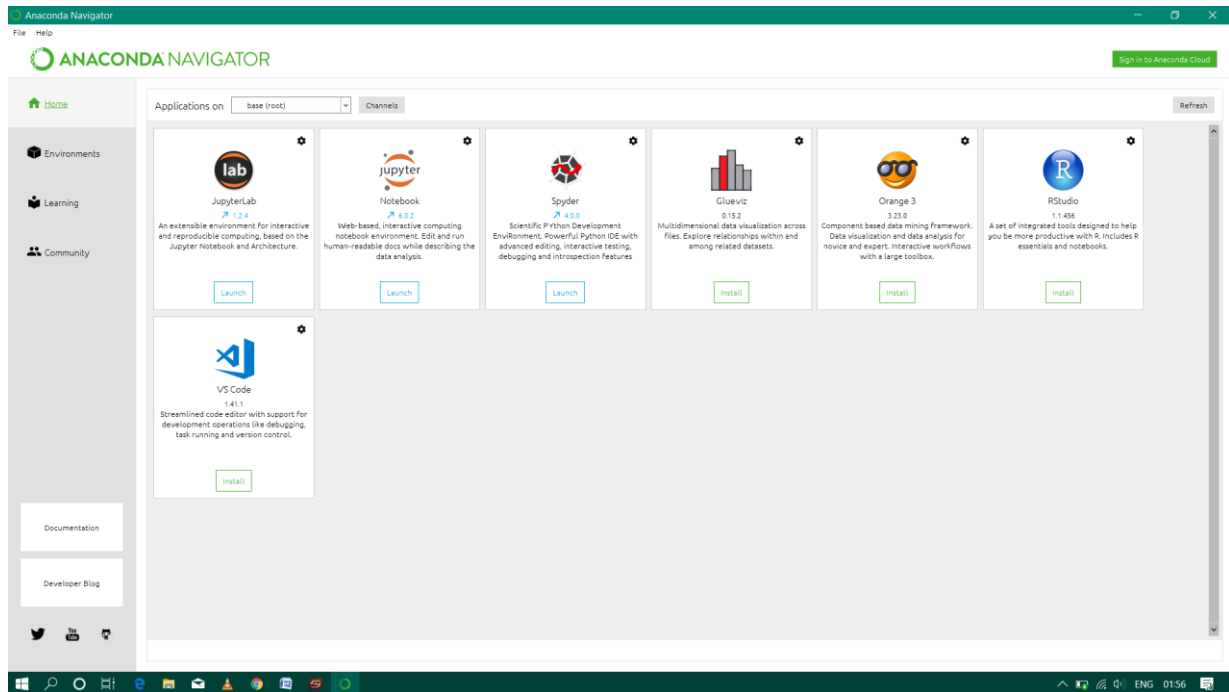 Anaconda Navigator
File Help
ANACONDA NAVIGATOR
Sign in to Anaconda Cloud
Home
Environments
Learning
Community
Documentation
Developer Blog
You
Tube
Applications on base (root) Channels
Refresh
lab
JupyterLab
1.2.4
An extensible environment for interactive
and reproducible computing, based on the
Jupyter Notebook and Architecture.
Launch
jupyter
Notebook
6.0.2
Web-based, interactive computing
notebook environment. Edit and run
human-readable docs while describing the
data analysis.
Launch
Spyder
4.0.0
Scientific PYthon Development
EnviRonment. Powerful Python IDE with
advanced editing, interactive testing,
debugging and introspection features
Launch
Glueviz
0.15.2
Multidimensional data visualization across
files. Explore relationships within and
among related datasets.
Install
Orange 3
3.23.0
Component based data mining framework.
Data visualization and data analysis for
novice and expert. Interactive workflows
with a large toolbox.
Install
R
RStudio
1.1.456
A set of integrated tools designed to help
you be more productive with R. Includes R
essentials and notebooks.
Install
VS Code
1.41.1
Streamlined code editor with support for
development operations like debugging,
task running and version control.
Install
ENG 01:56